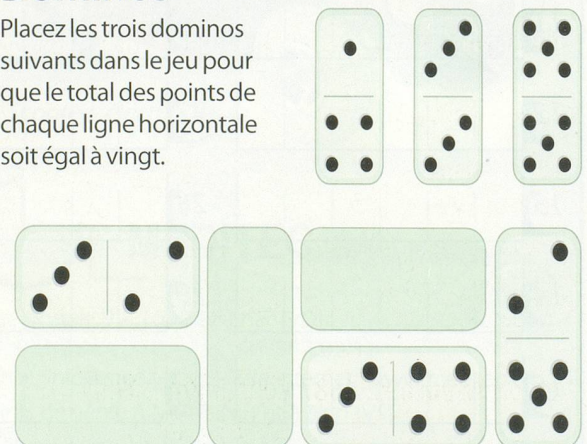 Placez les trois dominos
suivants dans le jeu pour
que le total des points de
chaque ligne horizontale
soit égal à vingt.